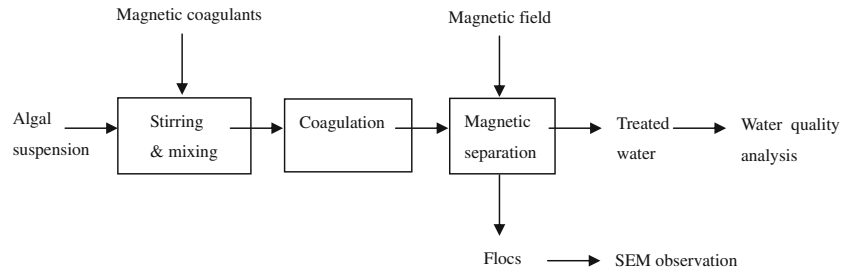 Magnetic coagulants
Magnetic field
Algal
suspension
Stirring
& mixing
Coagulation
Magnetic
separation
Treated
water
Water quality
analysis
Flocs
SEM observation